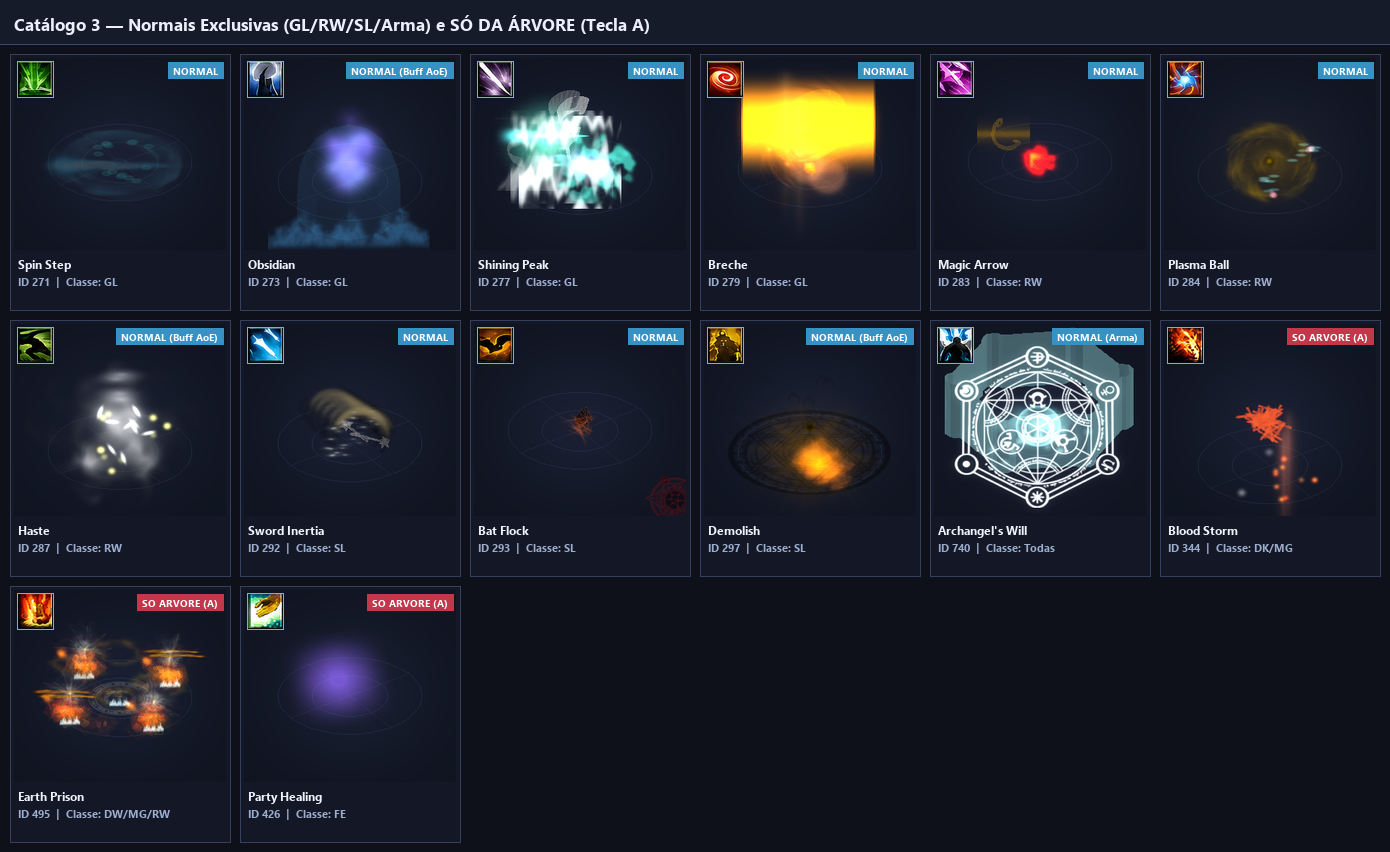 Catálogo 3 — Normais Exclusivas (GL/RW/SL/Arma) e SÓ DA ÁRVORE (Tecla A)
NORMAL
Spin Step
ID 271 | Classe: GL
NORMAL (Buff AoE)
Obsidian
ID 273 | Classe: GL
NORMAL
Shining Peak
ID 277 | Classe: GL
NORMAL
Breche
ID 279 | Classe: GL
NORMAL
Magic Arrow
ID 283 | Classe: RW
NORMAL
Plasma Ball
ID 284 | Classe: RW
NORMAL (Buff AoE)
Haste
ID 287 | Classe: RW
NORMAL
Sword Inertia
ID 292 | Classe: SL
NORMAL
Bat Flock
ID 293 | Classe: SL
NORMAL (Buff AoE)
Demolish
ID 297 | Classe: SL
NORMAL (Arma)
Archangel's Will
ID 740 | Classe: Todas
SO ARVORE (A)
Blood Storm
ID 344 | Classe: DK/MG
SO ARVORE (A)
Earth Prison
ID 495 | Classe: DW/MG/RW
SO ARVORE (A)
Party Healing
ID 426 | Classe: FE